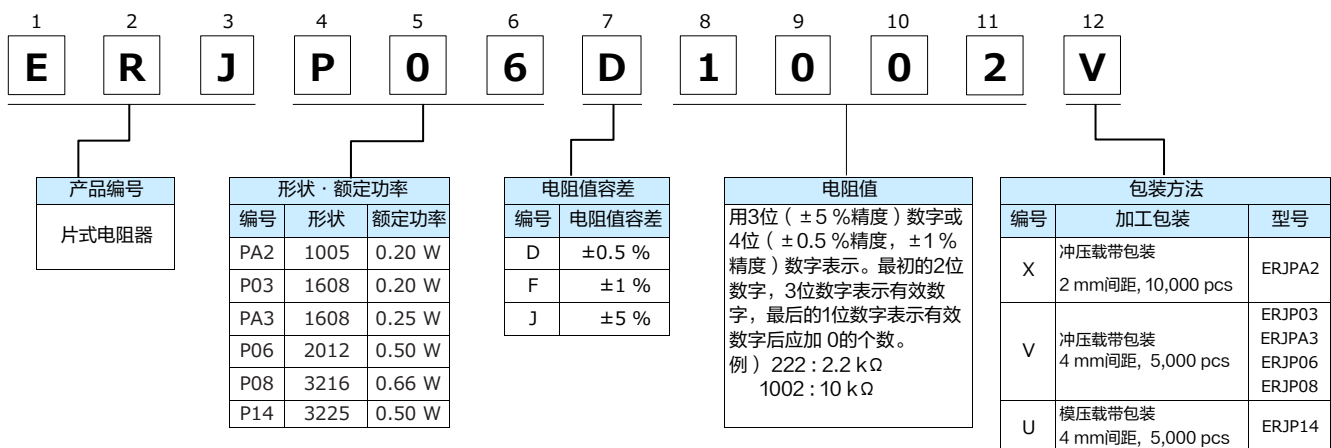 1 2 3 4 5 6 7 8 9 10 11 12
E R J P 0 6 D 1 0 0 2 V
产品编号
片式电阻器
形状・额定功率
编号 形状 额定功率
PA2 1005 0.20 W
P03 1608 0.20 W
PA3 1608 0.25 W
P06 2012 0.50 W
P08 3216 0.66 W
P14 3225 0.50 W
电阻值容差
编号 电阻值容差
D ±0.5 %
F ±1 %
J ±5 %
电阻值
用3位（ ±5 %精度 ）数字或
4位（ ±0.5 %精度，±1 %
精度 ）数字表示。最初的2位
数字，3位数字表示有效数
字，最后的1位数字表示有效
数字后应加 0的个数。
例 ） 222 : 2.2 kΩ
1002 : 10 kΩ
包装方法
编号 加工包装 型号
X 冲压载带包装 ERJPA2
2 mm间距, 10,000 pcs
V 冲压载带包装 ERJP03
4 mm间距, 5,000 pcs ERJPA3
ERJP06
ERJP08
U 模压载带包装 ERJP14
4 mm间距, 5,000 pcs